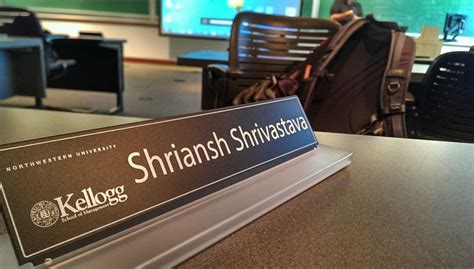 NORTHWESTERN UNIVERSITY
Kellogg
School of Management
Shriansh Shrivastava